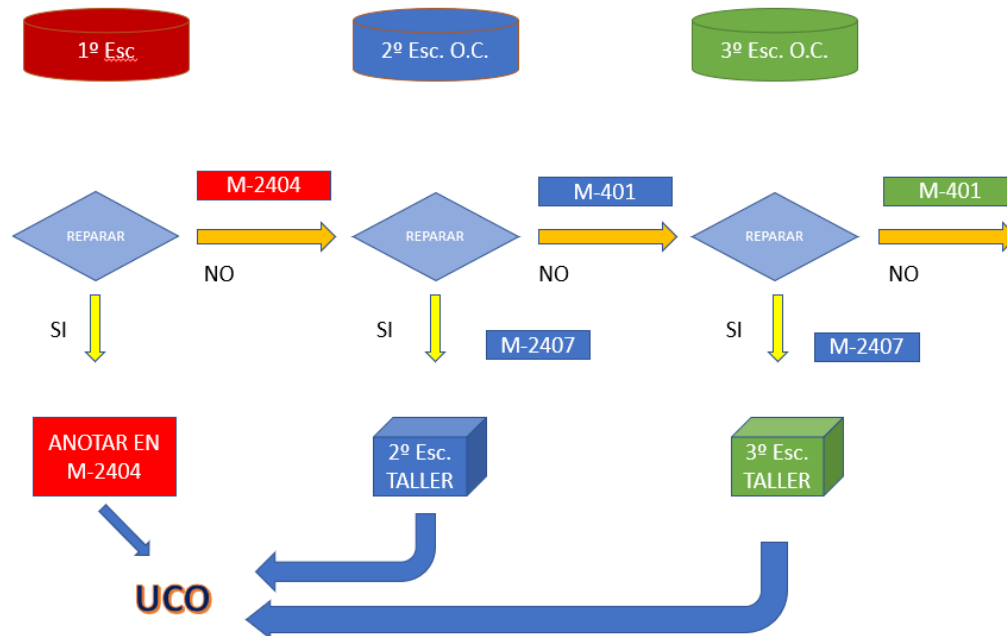 1º Esc
2º Esc. O.C.
3º Esc. O.C.
M-2404
M-401
M-401
REPARAR
REPARAR
REPARAR
NO
NO
NO
SI
SI
SI
M-2407
M-2407
ANOTAR EN
M-2404
2º Esc.
TALLER
3º Esc.
TALLER
UCO